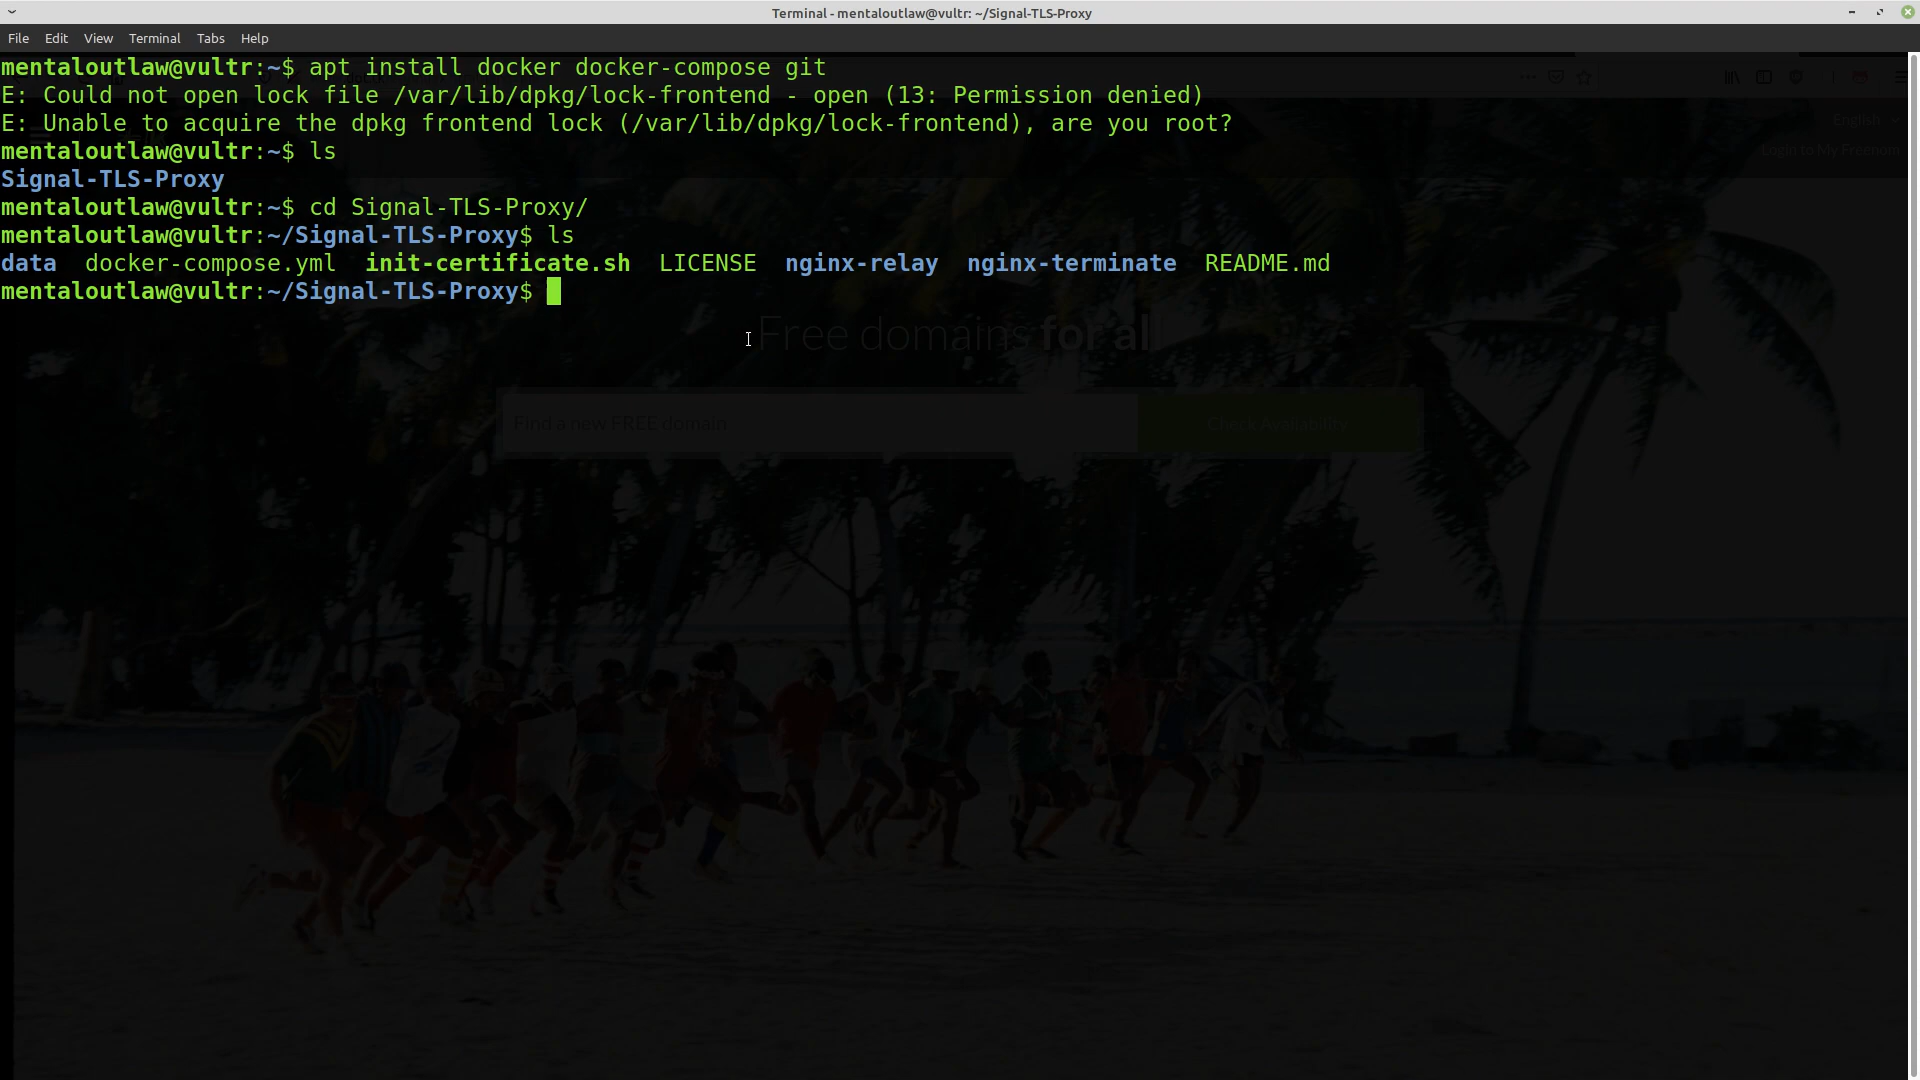 Terminal - mentaloutlaw@vultr: ~/Signal-TLS-Proxy
File Edit View Terminal Tabs Help
mentaloutlaw@vultr:~$ apt install docker docker-compose git
E: Could not open lock file /var/lib/dpkg/lock-frontend - open (13: Permission denied)
E: Unable to acquire the dpkg frontend lock (/var/lib/dpkg/lock-frontend), are you root?
English
mentaloutlaw@vultr:~$ ls
Login to My Freenom
Signal-TLS-Proxy
mentaloutlaw@vultr:~$ cd Signal-TLS-Proxy/
mentaloutlaw@vultr:~/Signal-TLS-Proxy$ ls
data docker-compose.yml init-certificate.sh LICENSE nginx-relay nginx-terminate README.md
mentaloutlaw@vultr:~/Signal-TLS-Proxy$
Free domains for al
Find a new FREE domain
Check Availability